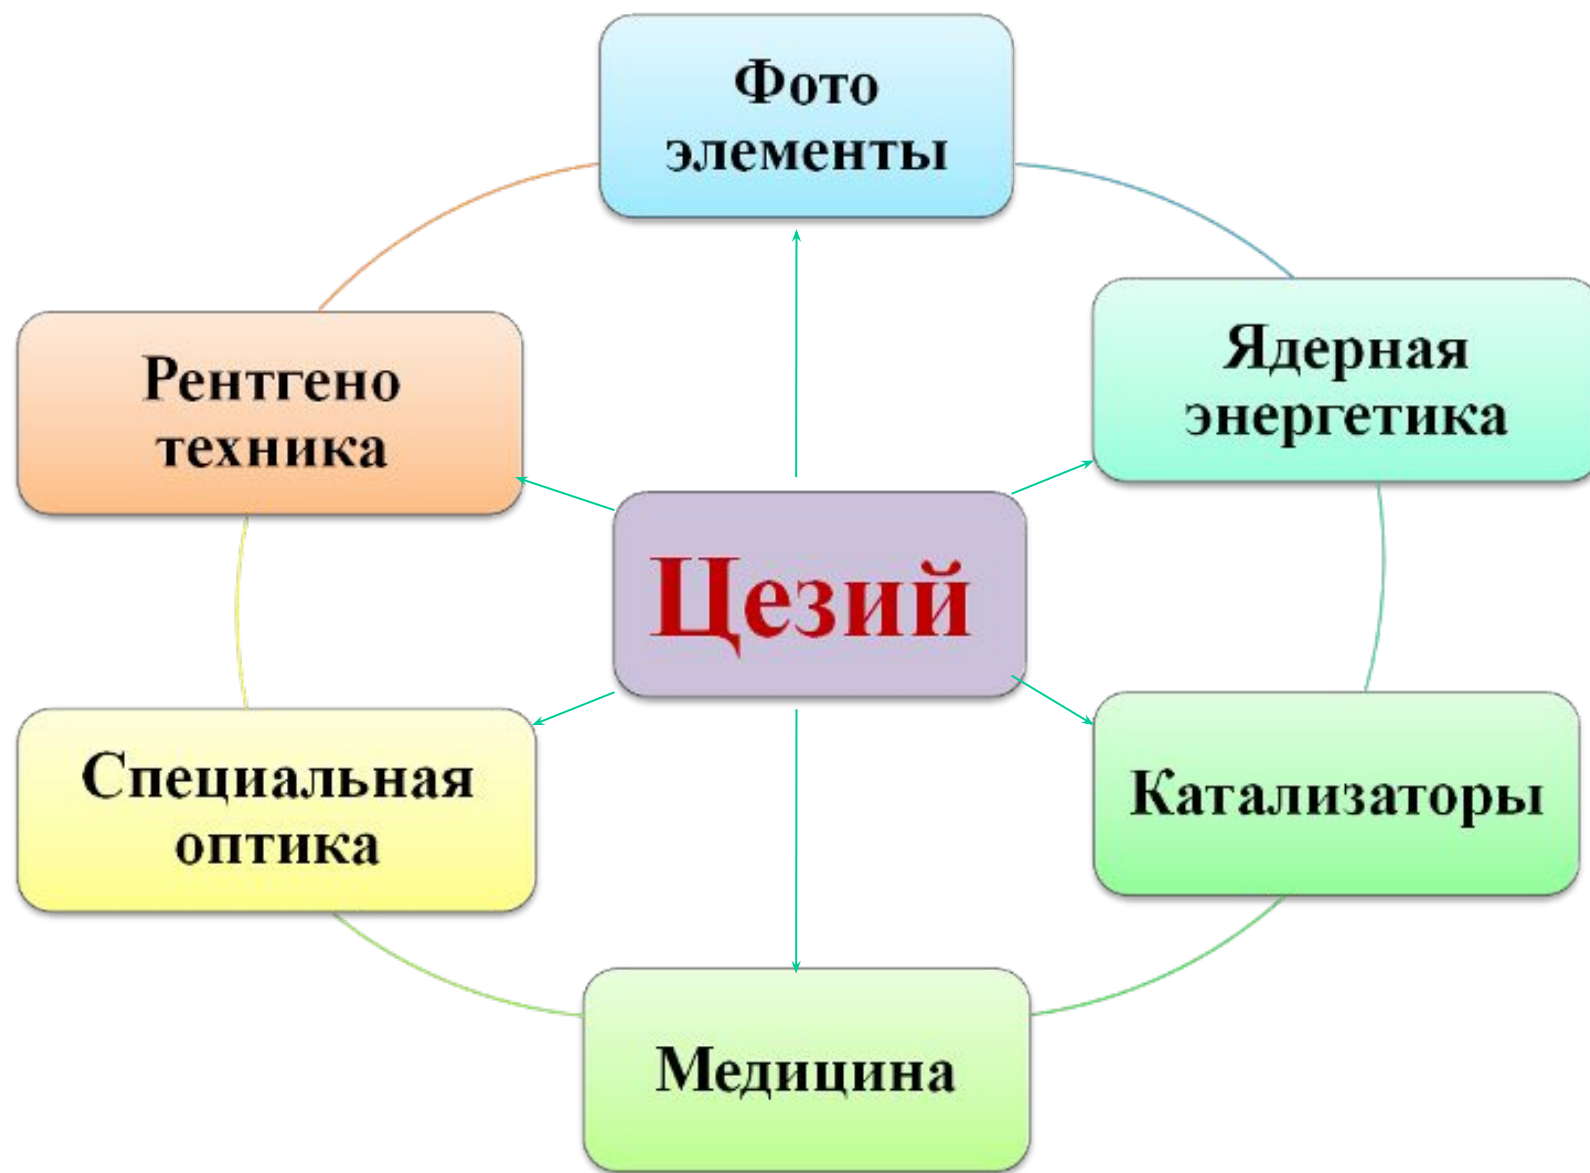 Фото
элементы
Ядерная
энергетика
Рентгено
техника
Цезий
Специальная
оптика
Катализаторы
Медицина